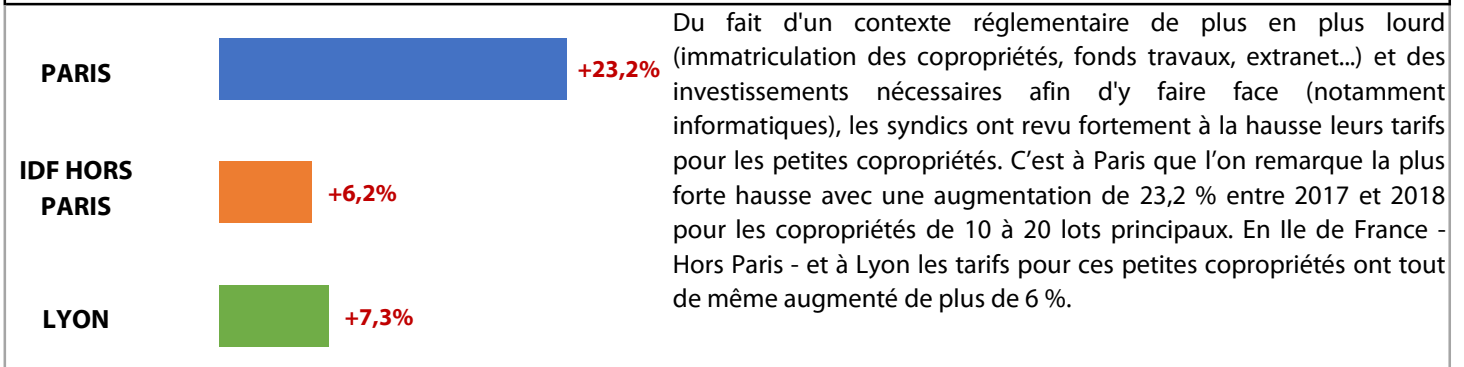 PARIS
+23,2%
IDF HORS
PARIS
+6,2%
LYON
+7,3%
Du fait d'un contexte réglementaire de plus en plus lourd
(immatriculation des copropriétés, fonds travaux, extranet...) et des
investissements nécessaires afin d'y faire face (notamment
informatiques), les syndics ont revu fortement à la hausse leurs tarifs
pour les petites copropriétés. C’est à Paris que l’on remarque la plus
forte hausse avec une augmentation de 23,2 % entre 2017 et 2018
pour les copropriétés de 10 à 20 lots principaux. En Ile de France -
Hors Paris - et à Lyon les tarifs pour ces petites copropriétés ont tout
de même augmenté de plus de 6 %.